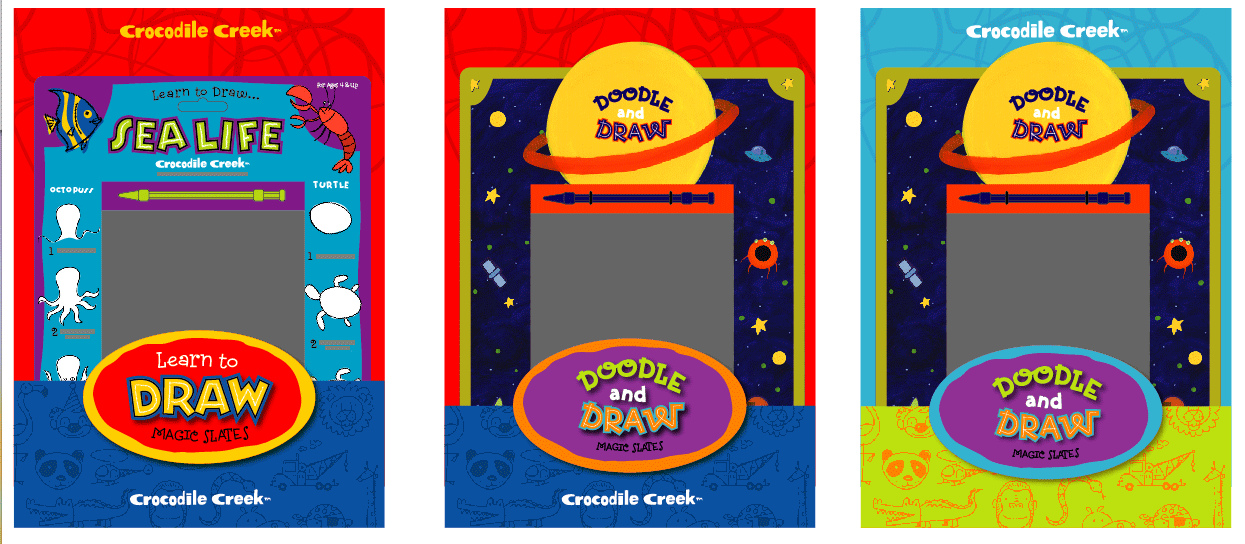 Crocodile Creek™
for Ages 4 & up
Learn to Draw...
SEA LIFE
Crocodile Creek™
OCTOPUS
TURTLE
1
1
2
2
Learn to
DRAW
MAGIC SLATES
Crocodile Creek™
DOODLE
and
DRAW
DOODLE
and
DRAW
MAGIC SLATES
Crocodile Creek™
Crocodile Creek™
DOODLE
and
DRAW
DOODLE
and
DRAW
MAGIC SLATES